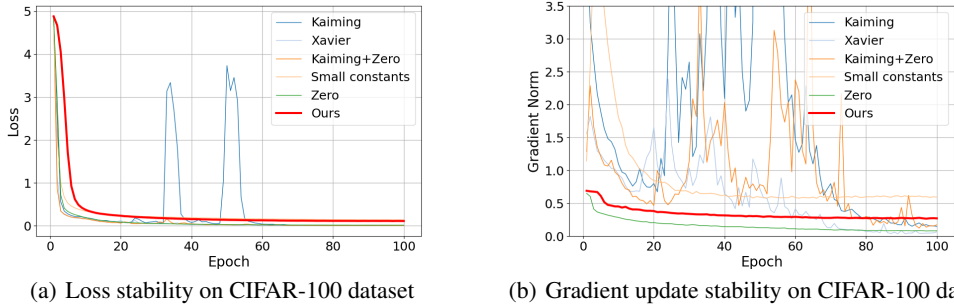 5
4
3
2
1
0
Loss
0
20
40
60
80
100
Epoch
Kaiming
Xavier
Kaiming+Zero
Small constants
Zero
Ours
(a) Loss stability on CIFAR-100 dataset
3.5
3.0
2.5
2.0
1.5
1.0
0.5
0.0
Gradient Norm
0
20
40
60
80
100
Epoch
Kaiming
Xavier
Kaiming+Zero
Small constants
Zero
Ours
(b) Gradient update stability on CIFAR-100 da